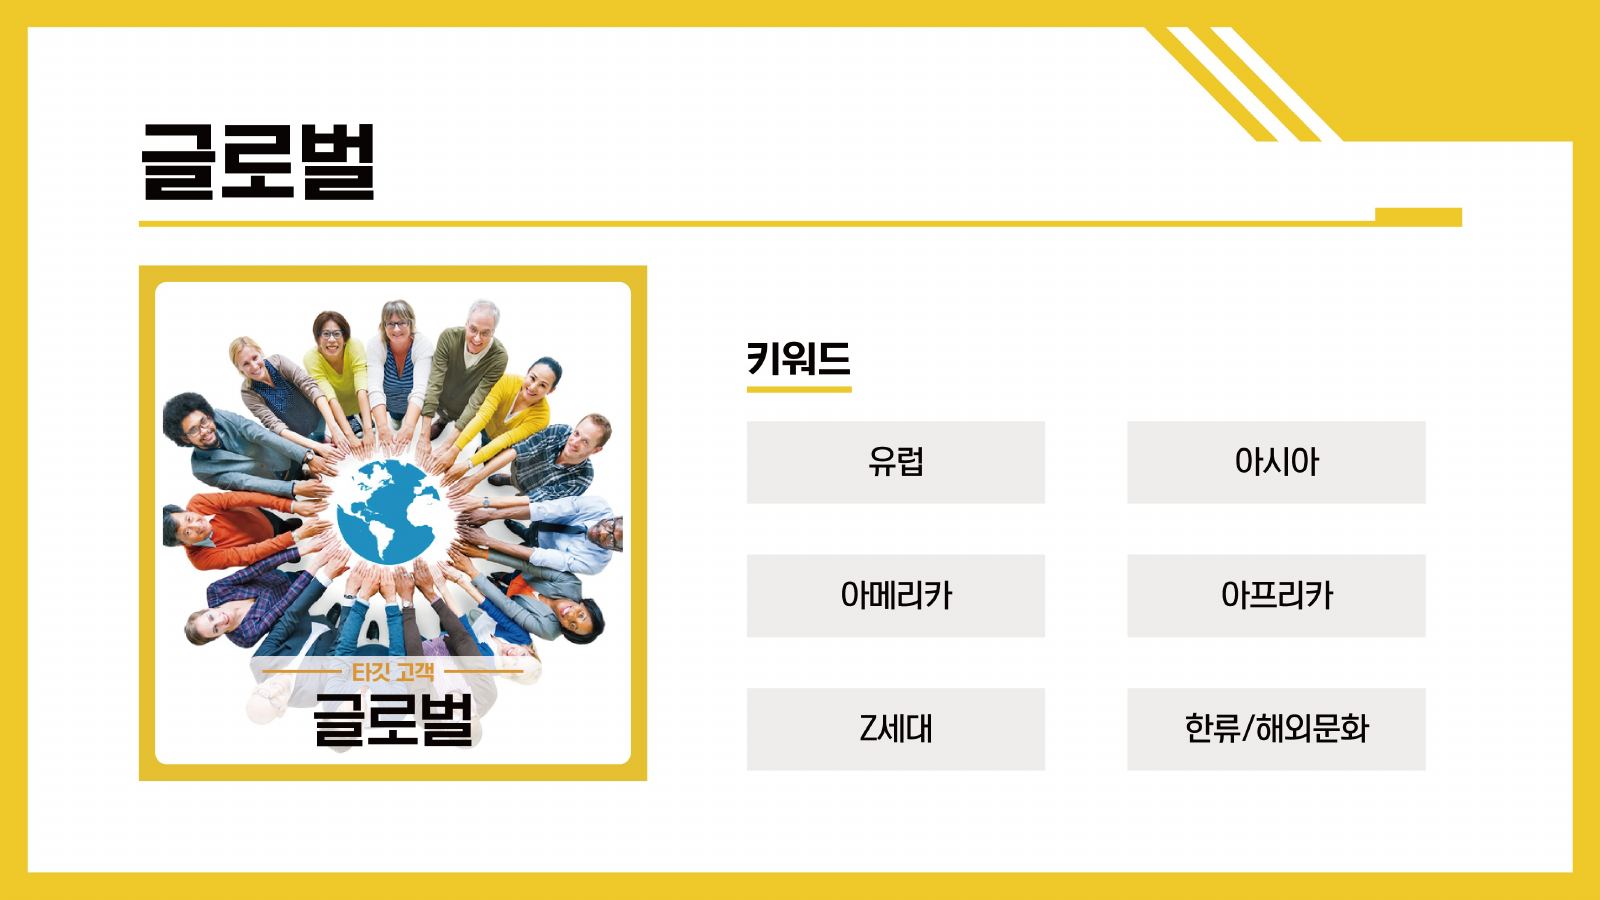 글로벌
타깃 고객
글로벌
키워드
유럽
아시아
아메리카
아프리카
Z세대
한류/해외문화